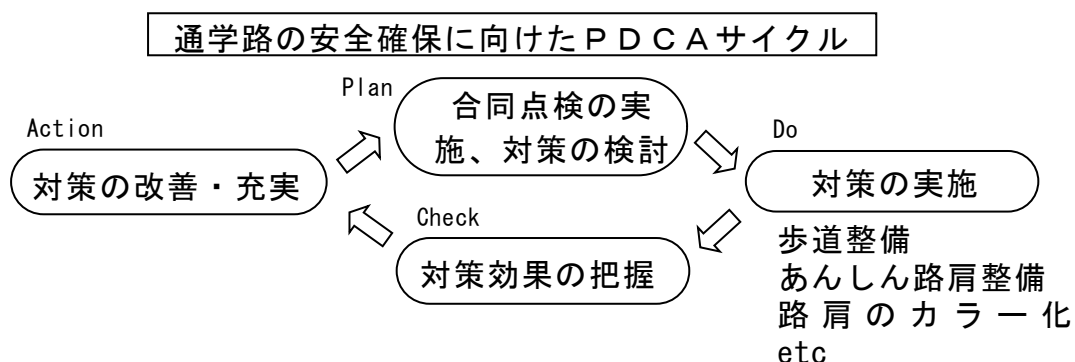 通学路の安全確保に向けたＰＤＣＡサイクル
Plan
合同点検の実
施、対策の検討
Action
対策の改善・充実
Do
対策の実施
Check
対策効果の把握
歩道整備
あんしん路肩整備
路肩のカラー化
etc